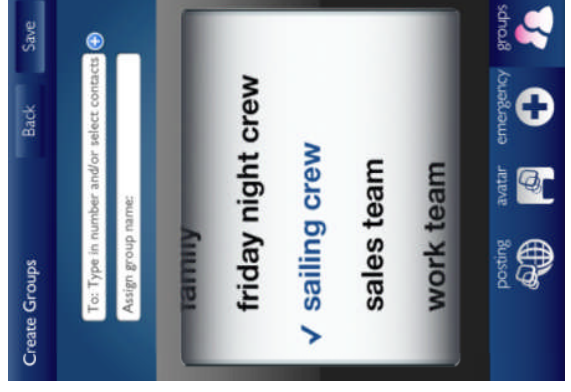 Create Groups Back Save
To: Type in number and/or select contacts
Assign group name:
family
friday night crew
✓ sailing crew
sales team
work team
posting avatar emergency groups